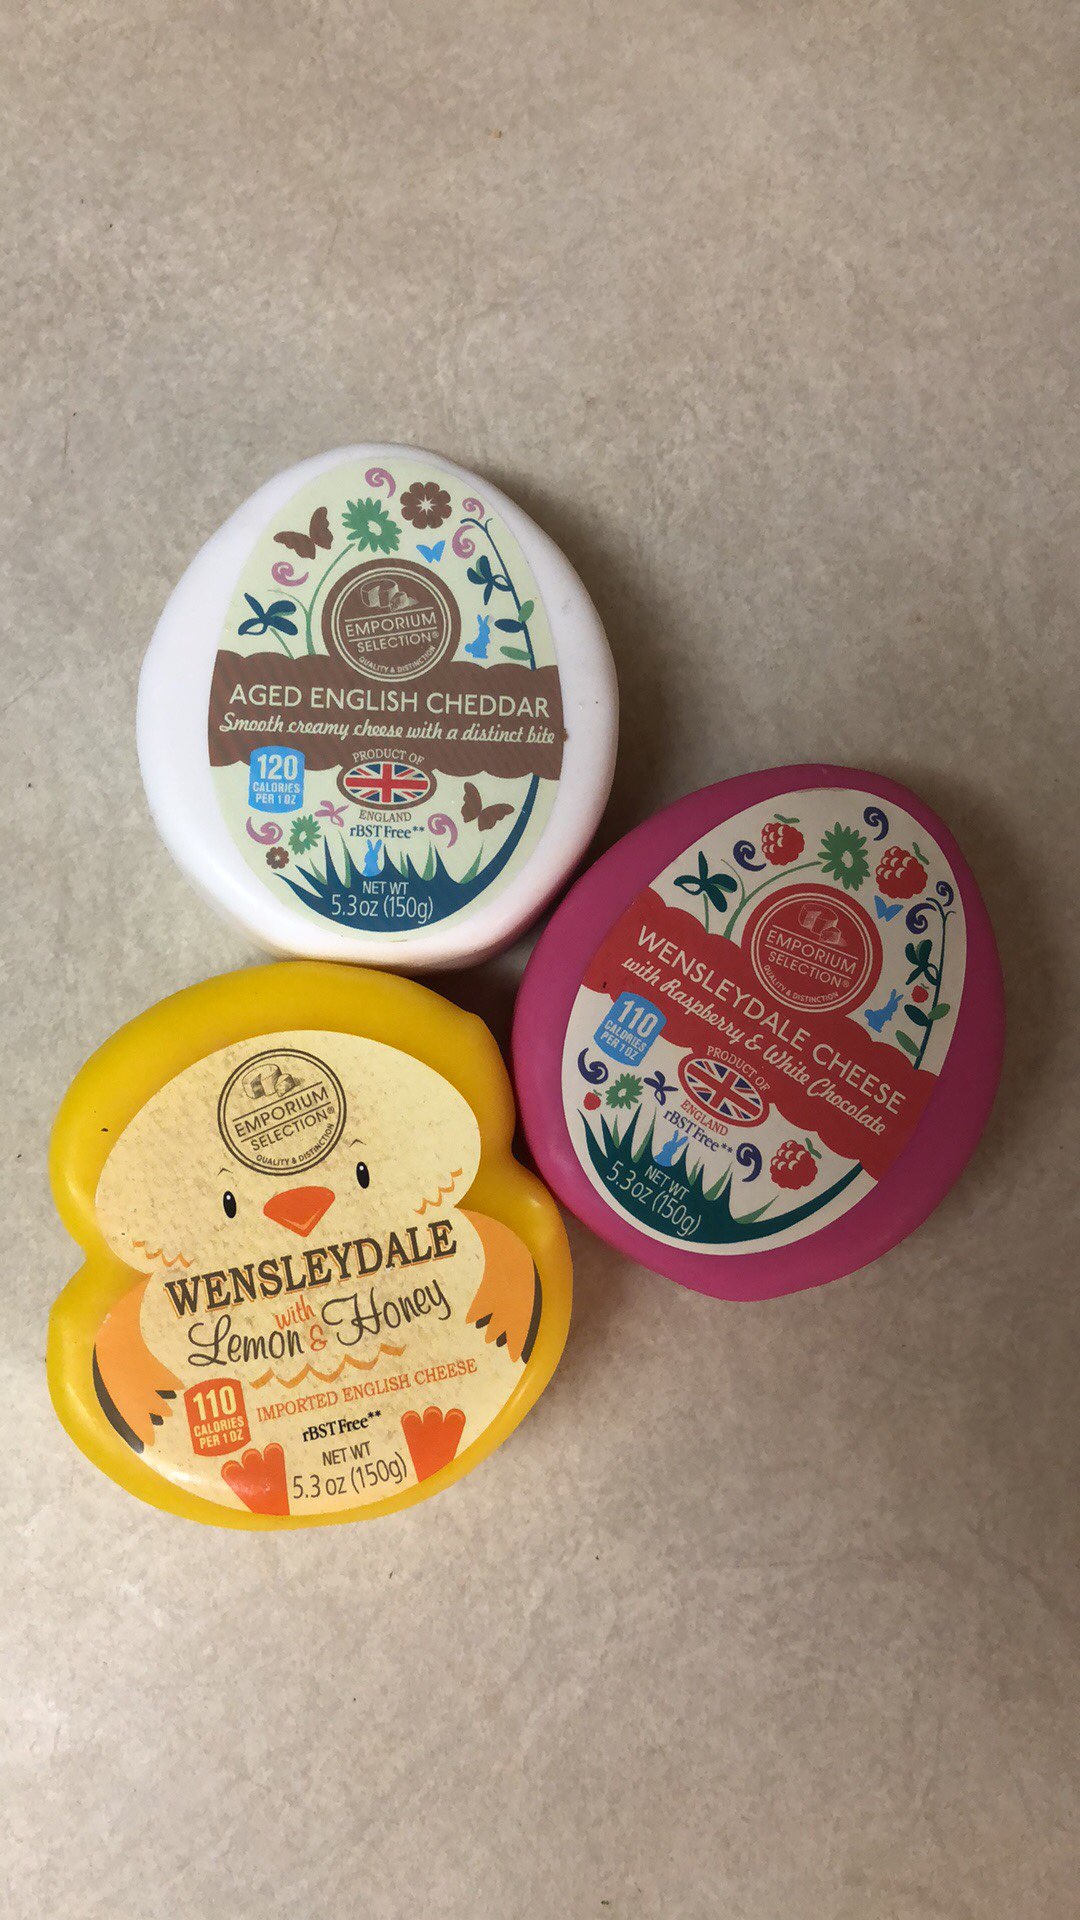 EMPORIUM
SELECTION®
QUALITY & DISTINCTION
AGED ENGLISH CHEDDAR
Smooth creamy cheese with a distinct bite
120
CALORIES
PER 1 OZ
PRODUCT OF
ENGLAND
rBST Free**
NET WT
5.3 oz (150g)
EMPORIUM
SELECTION®
QUALITY & DISTINCTION
WENSLEYDALE CHEESE
with Raspberry & White Chocolate
110
CALORIES
PER 1 OZ
PRODUCT OF
ENGLAND
rBST Free**
NET WT
5.3 oz (150g)
EMPORIUM
SELECTION®
QUALITY & DISTINCTION
WENSLEYDALE
with
Lemon & Honey
110
CALORIES
PER 1 OZ
IMPORTED ENGLISH CHEESE
rBST Free**
NET WT
5.3 oz (150g)